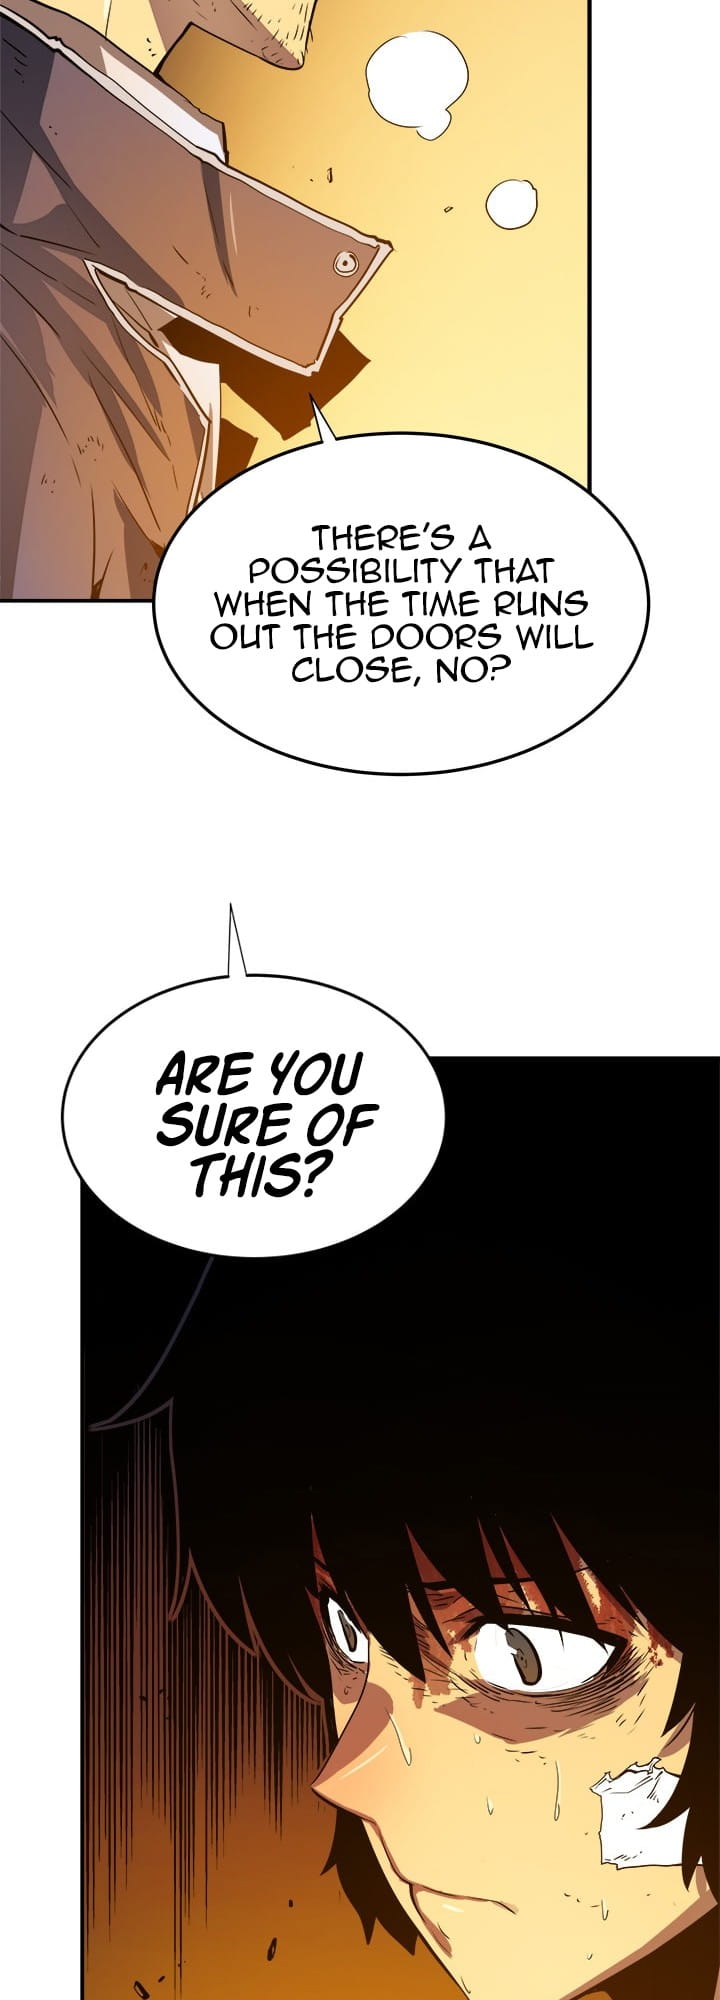 THERE'S A
POSSIBILITY THAT
WHEN THE TIME RUNS
OUT THE DOORS WILL
CLOSE, NO?
ARE YOU
SURE OF
THIS?